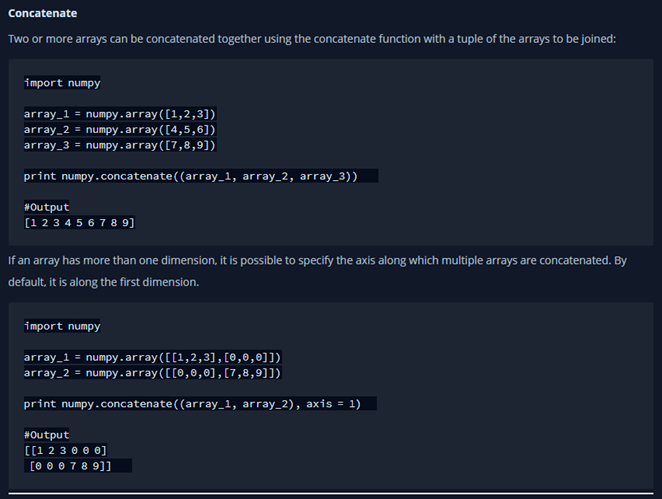 Concatenate
Two or more arrays can be concatenated together using the concatenate function with a tuple of the arrays to be joined:
import numpy
array_1 = numpy.array([1,2,3])
array_2 = numpy.array([4,5,6])
array_3 = numpy.array([7,8,9])
print numpy.concatenate((array_1, array_2, array_3))
#Output
[1 2 3 4 5 6 7 8 9]
If an array has more than one dimension, it is possible to specify the axis along which multiple arrays are concatenated. By
default, it is along the first dimension.
import numpy
array_1 = numpy.array([[1,2,3],[0,0,0]])
array_2 = numpy.array([[0,0,0],[7,8,9]])
print numpy.concatenate((array_1, array_2), axis = 1)
#Output
[[1 2 3 0 0 0]
[0 0 0 7 8 9]]